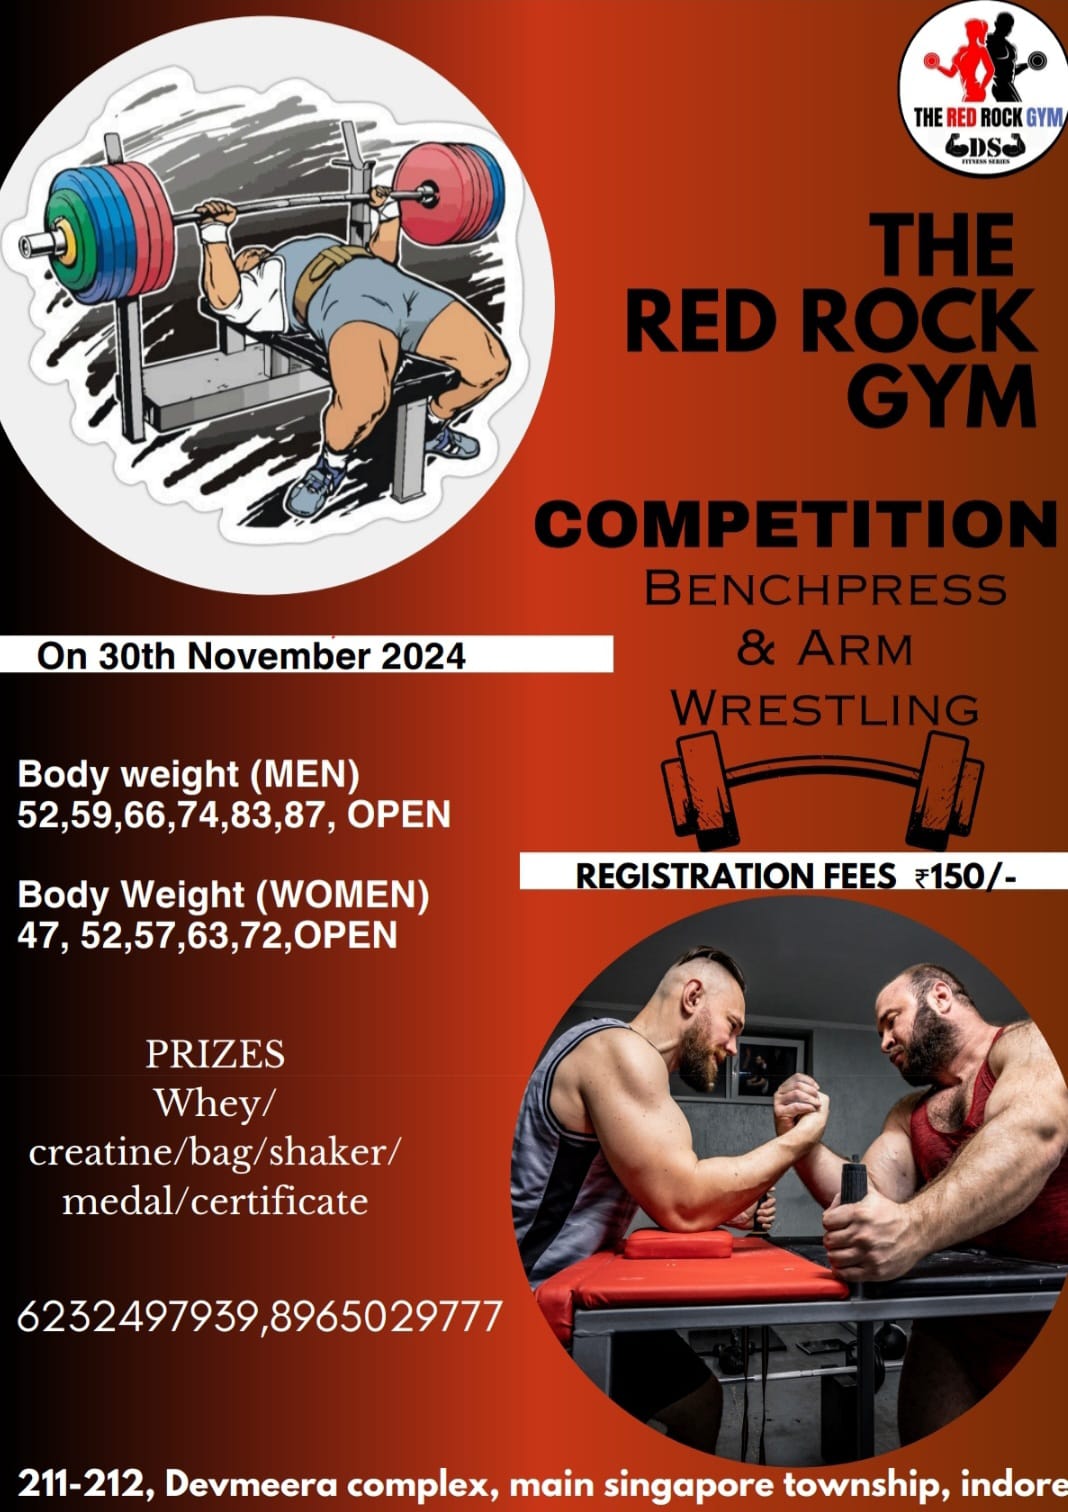 THE RED ROCK GYM
DS
FITNESS SERIES
THE
RED ROCK
GYM
COMPETITION
BENCHPRESS
& ARM
WRESTLING
On 30th November 2024
Body weight (MEN)
52,59,66,74,83,87, OPEN
REGISTRATION FEES ₹150/-
Body Weight (WOMEN)
47, 52,57,63,72,OPEN
PRIZES
Whey/
creatine/bag/shaker/
medal/certificate
6232497939,8965029777
211-212, Devmeera complex, main singapore township, indore